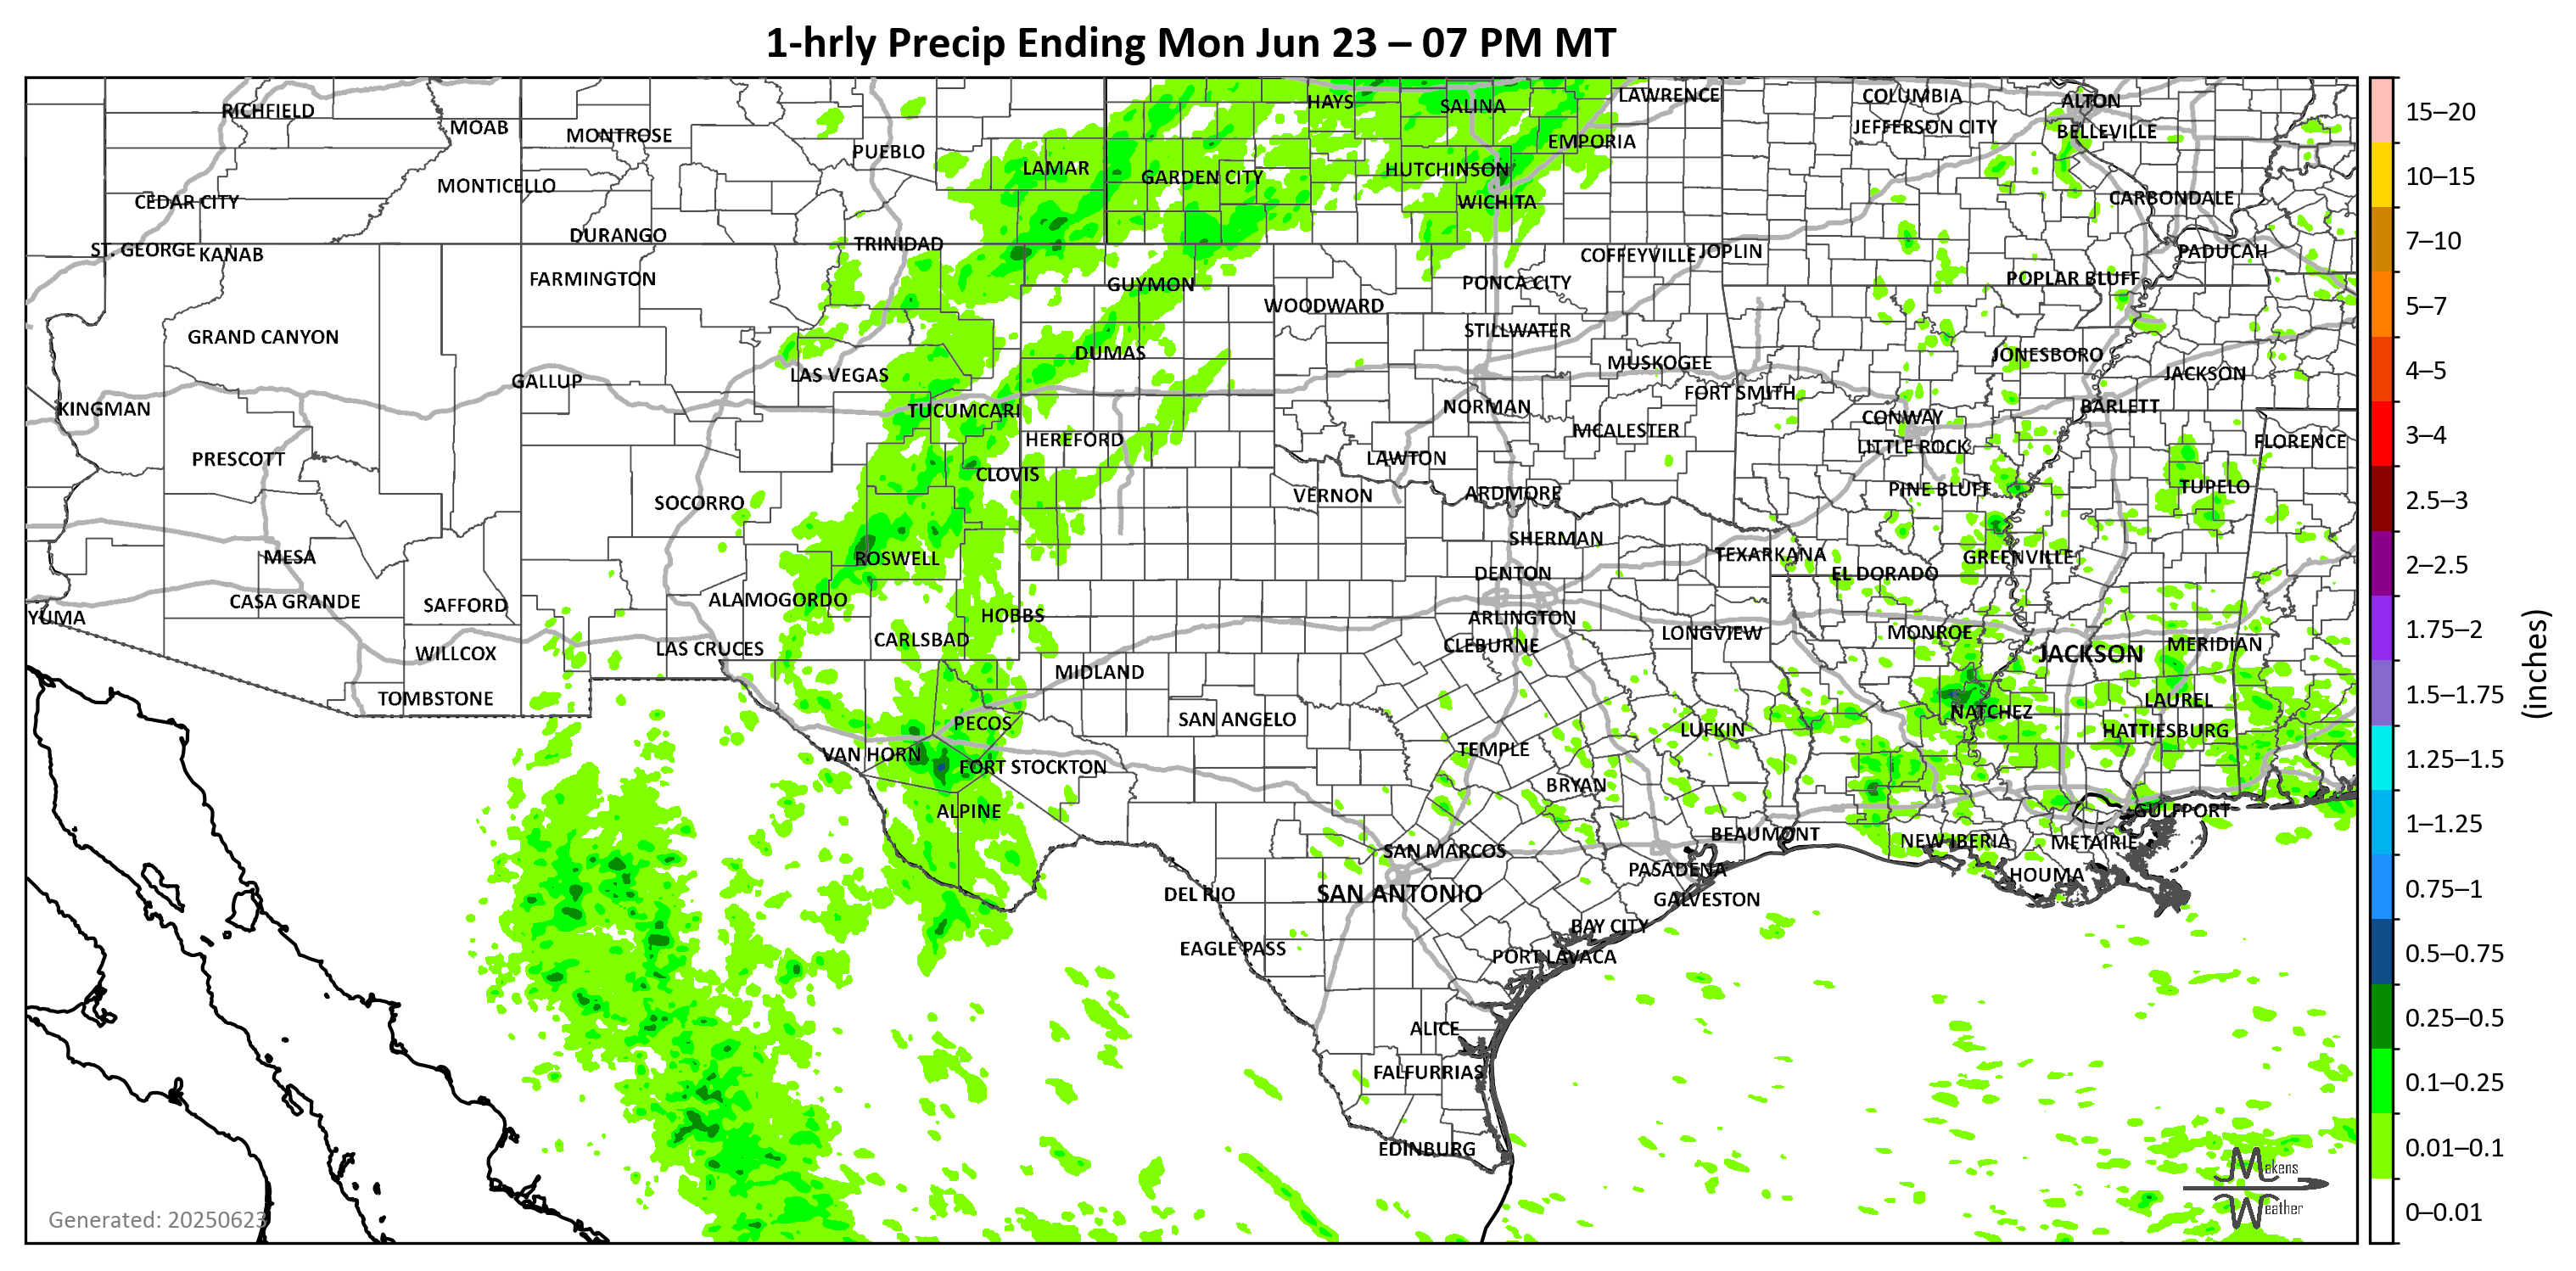 1-hrly Precip Ending Mon Jun 23 – 07 PM MT
RICHFIELD
MOAB
MONTROSE
PUEBLO
LAMAR
GARDEN CITY
HAYS
SALINA
LAWRENCE
EMPORIA
HUTCHINSON
WICHITA
COLUMBIA
JEFFERSON CITY
ALTON
BELLEVILLE
CARBONDALE
PADUCAH
CEDAR CITY
MONTICELLO
ST. GEORGE
KANAB
DURANGO
TRINIDAD
FARMINGTON
GUYMON
WOODWARD
PONCA CITY
COFFEYVILLE
JOPLIN
POPLAR BLUFF
GRAND CANYON
STILLWATER
DUMAS
MUSKOGEE
JONESBORO
JACKSON
GALLUP
LAS VEGAS
FORT SMITH
KINGMAN
TUCUMCARI
NORMAN
CONWAY
BARLETT
MCALESTER
HEREFORD
LITTLE ROCK
FLORENCE
PRESCOTT
LAWTON
CLOVIS
SOCORRO
VERNON
ARDMORE
PINE BLUFF
TUPELO
SHERMAN
MESA
ROSWELL
TEXARKANA
GREENVILLE
DENTON
EL DORADO
CASA GRANDE
SAFFORD
ALAMOGORDO
HOBBS
ARLINGTON
YUMA
CARLSBAD
LAS CRUCES
CLEBURNE
LONGVIEW
MONROE
JACKSON
MERIDIAN
WILLCOX
MIDLAND
TOMBSTONE
PECOS
SAN ANGELO
LUFKIN
NATCHEZ
LAUREL
HATTIESBURG
VAN HORN
FORT STOCKTON
TEMPLE
BRYAN
ALPINE
BEAUMONT
GULFPORT
NEW IBERIA
METAIRIE
SAN MARCOS
PASADENA
HOUMA
DEL RIO
SAN ANTONIO
GALVESTON
BAY CITY
EAGLE PASS
PORT LAVACA
ALICE
FALFURRIAS
EDINBURG
Generated: 20250623
Mekens
Weather
15–20
10–15
7–10
5–7
4–5
3–4
2.5–3
2–2.5
1.75–2
1.5–1.75
1.25–1.5
1–1.25
0.75–1
0.5–0.75
0.25–0.5
0.1–0.25
0.01–0.1
0–0.01
(inches)